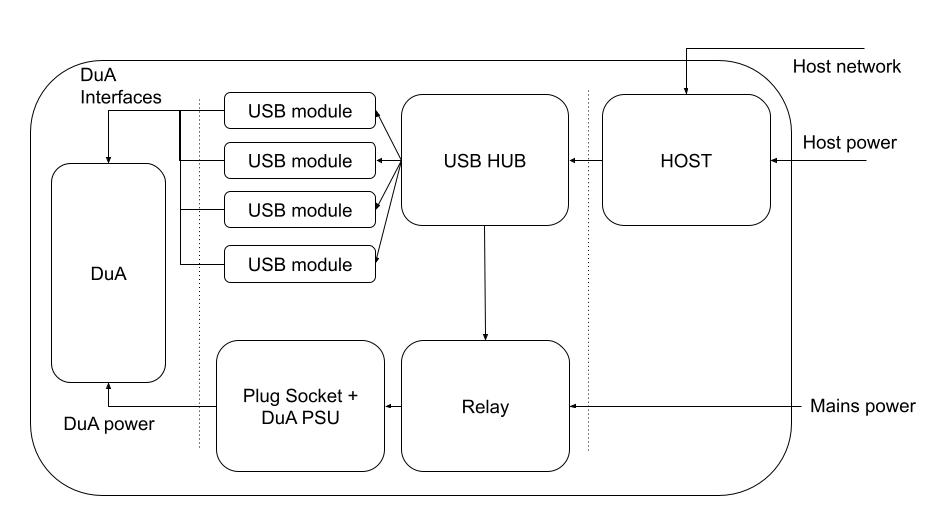 Host network
DuA
Interfaces
USB module
USB module
USB module
USB module
USB HUB
HOST
Host power
DuA
Plug Socket +
DuA PSU
Relay
Mains power
DuA power